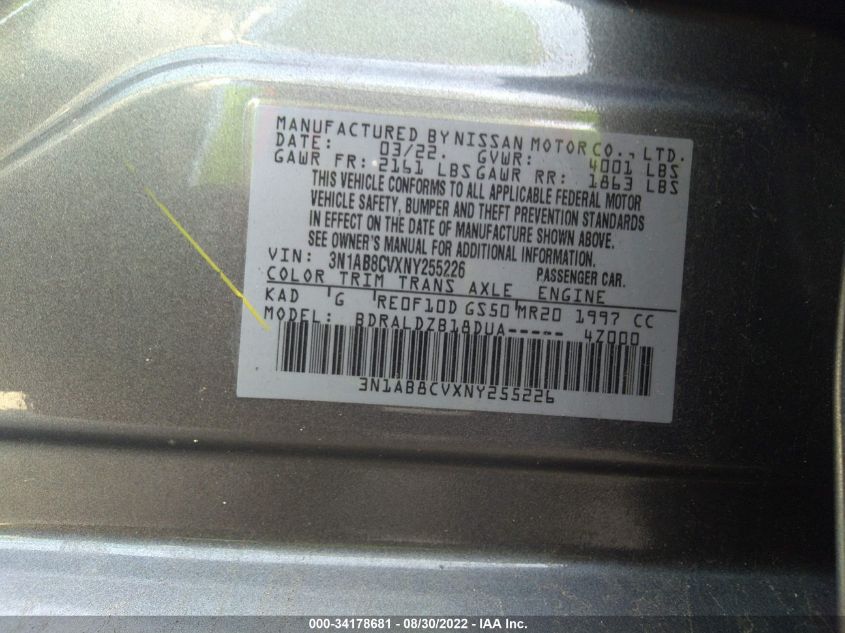 MANUFACTURED BY NISSAN MOTOR CO., LTD.
DATE: 03/22. GVWR: 4001 LBS
GAWR FR: 2161 LBS GAWR RR: 1863 LBS
THIS VEHICLE CONFORMS TO ALL APPLICABLE FEDERAL MOTOR
VEHICLE SAFETY, BUMPER AND THEFT PREVENTION STANDARDS
IN EFFECT ON THE DATE OF MANUFACTURE SHOWN ABOVE.
SEE OWNER'S MANUAL FOR ADDITIONAL INFORMATION.
VIN: 3N1AB8CVXNY255226 PASSENGER CAR.
COLOR TRIM TRANS AXLE ENGINE
KAD G RE0F10D GS50 MR20 1997 CC
MODEL: BDRALDZB18DUA----- 4Z000
3N1AB8CVXNY255226
000-34178681 - 08/30/2022 - IAA Inc.